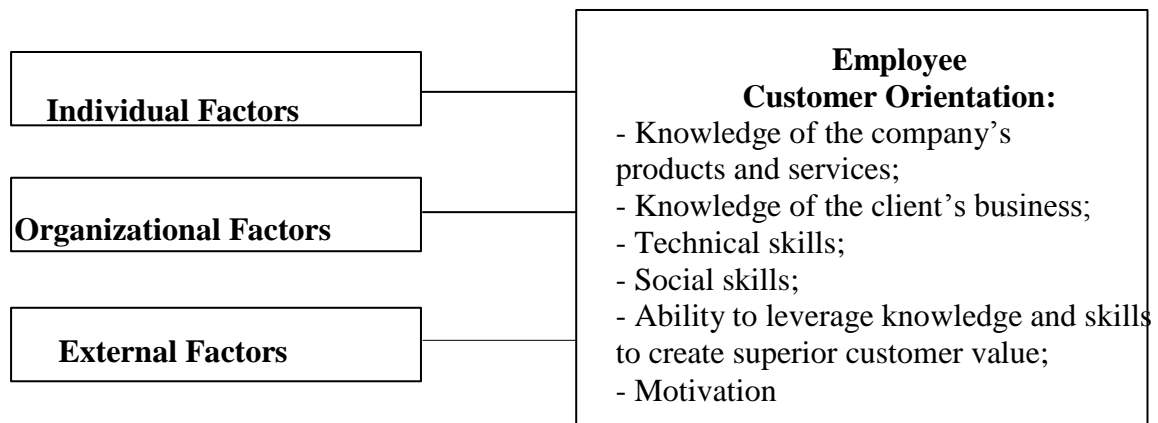 Individual Factors
Organizational Factors
External Factors
Employee
Customer Orientation:
- Knowledge of the company’s
products and services;
- Knowledge of the client’s business;
- Technical skills;
- Social skills;
- Ability to leverage knowledge and skills
to create superior customer value;
- Motivation